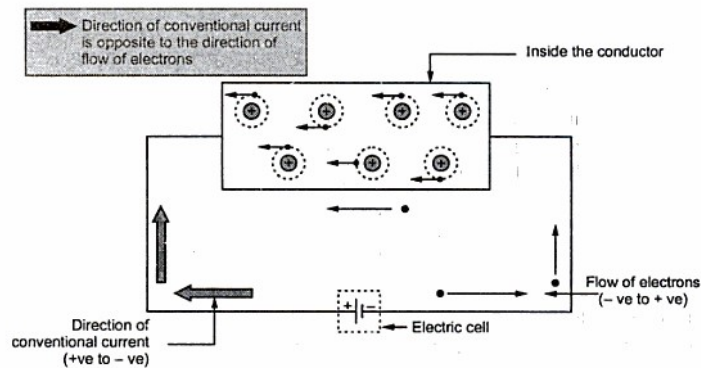 Direction of conventional current
is opposite to the direction of
flow of electrons
Inside the conductor
+ + + +
+ + +
+ −
Flow of electrons
(– ve to + ve)
Electric cell
Direction of
conventional current
(+ve to – ve)